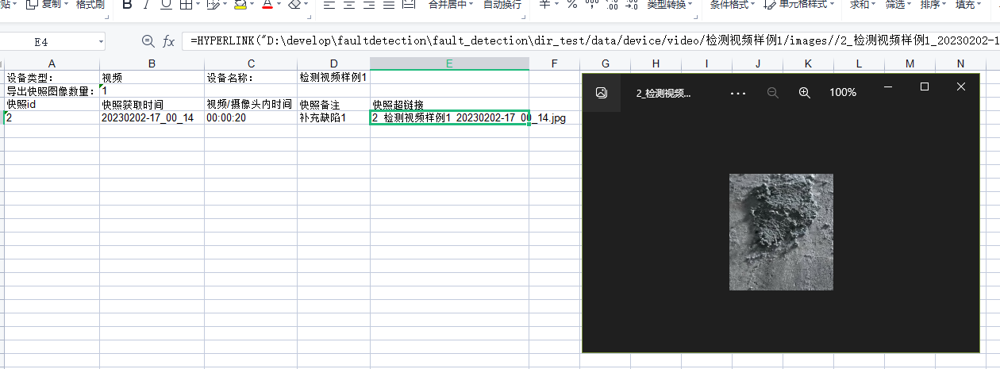 复制 格式刷 B I U A 合并居中 自动换行 % 类型转换 条件格式 单元格样式 求和 筛选 排序 填充
E4 fx =HYPERLINK("D:\develop\faultdetection\fault_detection\dir_test/data/device/video/检测视频样例1/images//2_检测视频样例1_20230202-1
A B C D E F G H I J K L M N
设备类型: 视频 设备名称: 检测视频样例1
导出快照图像数量: 1
快照id 快照获取时间 视频/摄像头内时间 快照备注 快照超链接
2 20230202-17_00_14 00:00:20 补充缺陷1 2_检测视频样例1_20230202-17_00_14.jpg
2_检测视频... 100%